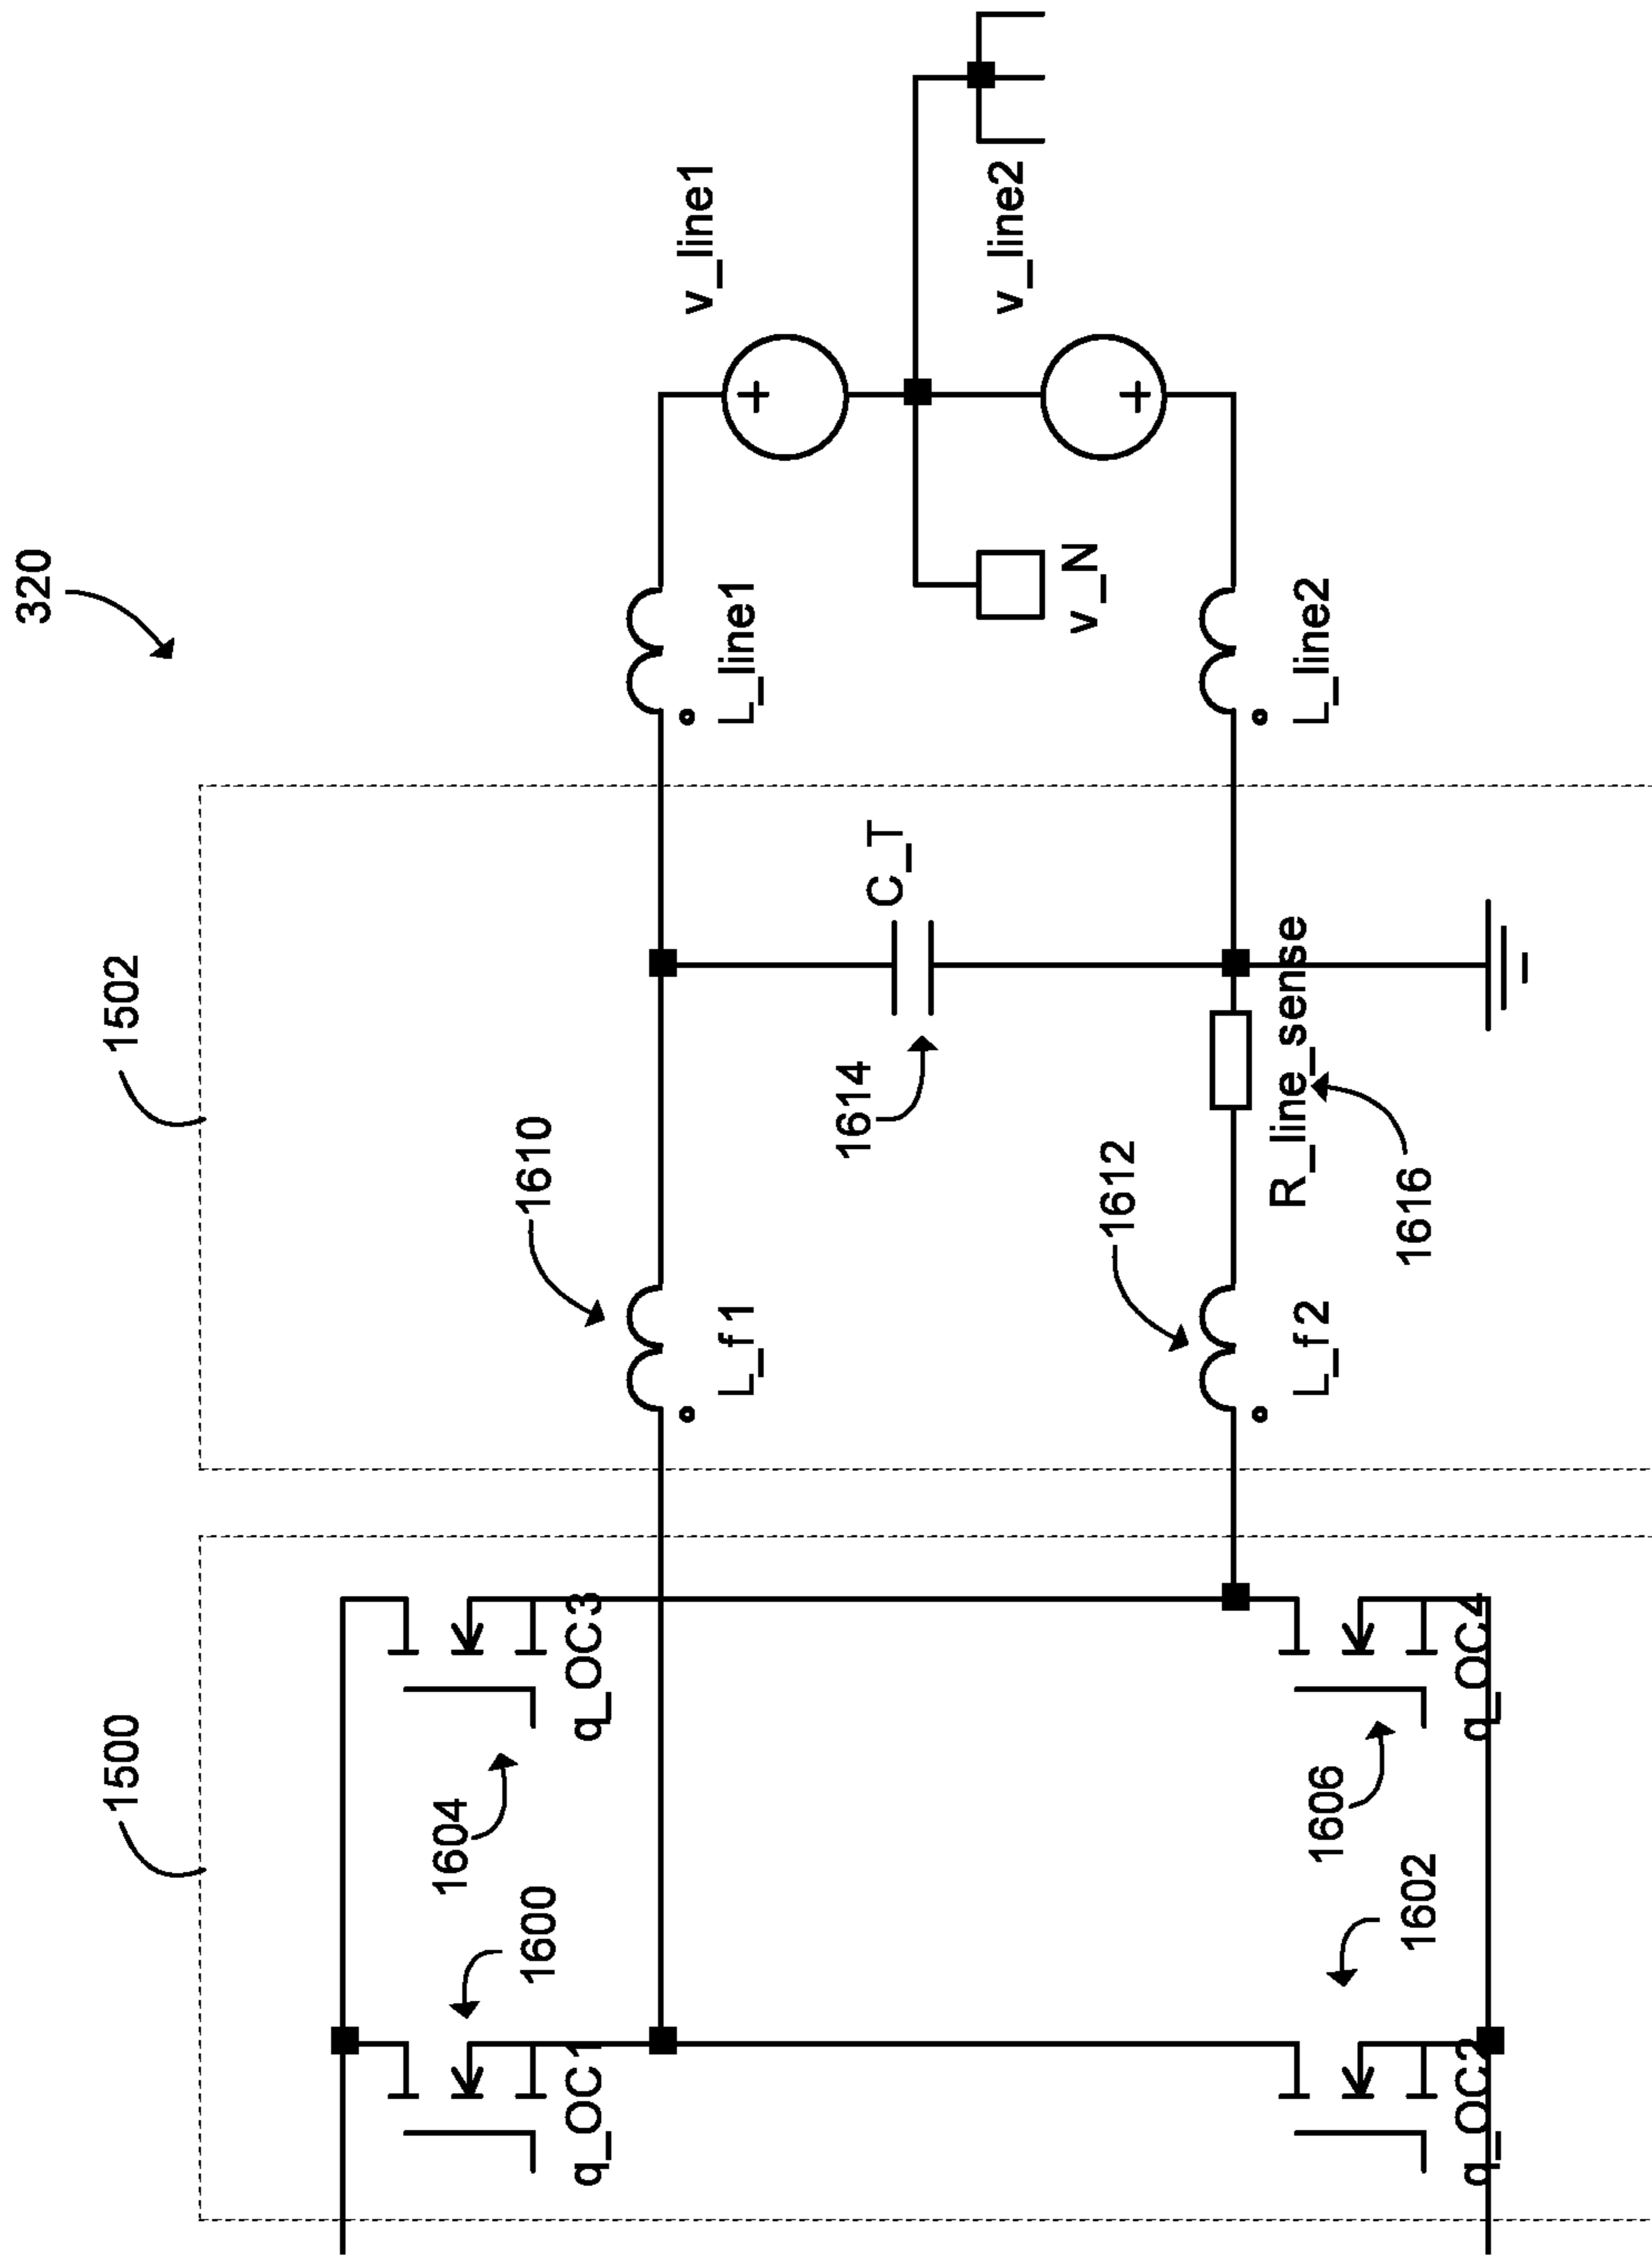 320
1500
1502
1604
1600
q_OC3
q_OC1
1606
1602
q_OC4
q_OC2
1610
L_f1
1612
L_f2
1614
C_T
R_line_sense
1616
L_line1
L_line2
v_N
v_line1
v_line2